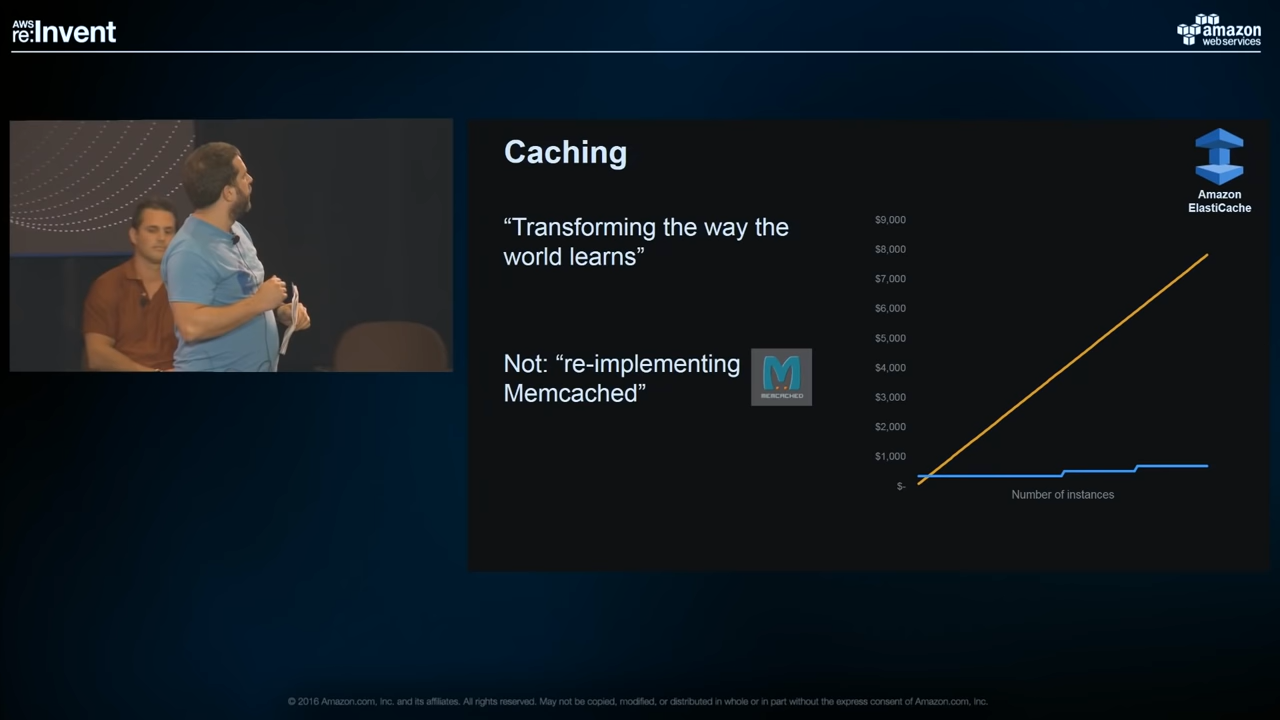 AWS
re:Invent
amazon
web services
Caching
Amazon
ElastiCache
“Transforming the way the
world learns”
Not: “re-implementing
Memcached”
MEMCACHED
$9,000
$8,000
$7,000
$6,000
$5,000
$4,000
$3,000
$2,000
$1,000
$-
Number of instances
© 2016 Amazon.com, Inc. and its affiliates. All rights reserved. May not be copied, modified, or distributed in whole or in part without the express consent of Amazon.com, Inc.